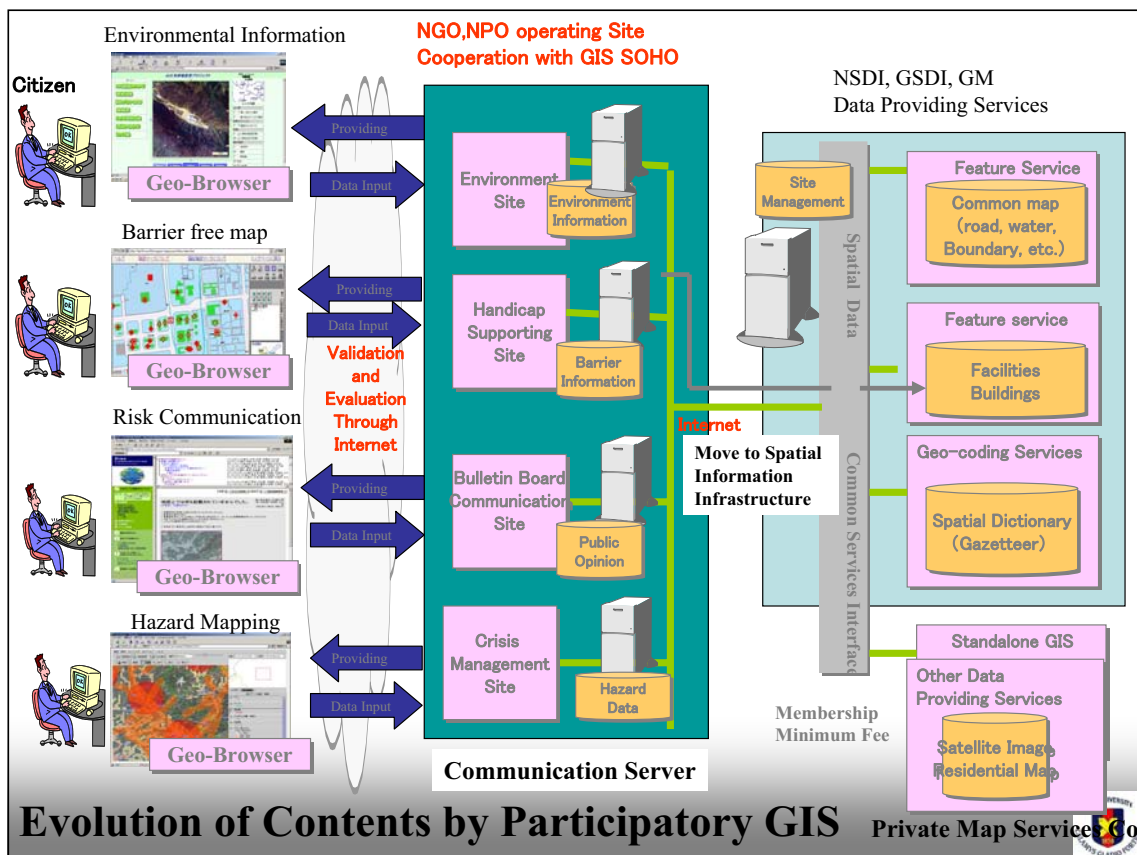 Environmental Information
NGO,NPO operating Site
Cooperation with GIS SOHO
Citizen
NSDI, GSDI, GM
Data Providing Services
Geo-Browser
Providing
Data Input
Environment
Site
Environment
Information
Site
Management
Feature Service
Common map
(road, water,
Boundary, etc.)
Barrier free map
Geo-Browser
Providing
Data Input
Handicap
Supporting
Site
Barrier
Information
Spatial Data
Common Services Interface
Feature service
Facilities
Buildings
Validation
and
Evaluation
Through
Internet
Internet
Move to Spatial
Information
Infrastructure
Risk Communication
Geo-Browser
Providing
Data Input
Bulletin Board
Communication
Site
Public
Opinion
Geo-coding Services
Spatial Dictionary
(Gazetteer)
Hazard Mapping
Geo-Browser
Providing
Data Input
Crisis
Management
Site
Hazard
Data
Standalone GIS
Other Data
Providing Services
Satellite Image
Residential Map
Membership
Minimum Fee
Communication Server
Evolution of Contents by Participatory GIS
Private Map Services Co